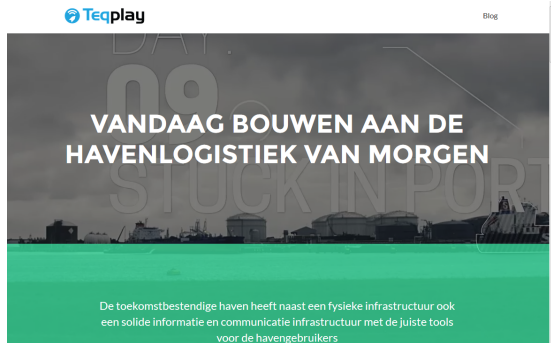 Teqplay
Blog
DAY:
09
STUCK IN PORT
VANDAAG BOUWEN AAN DE
HAVENLOGISTIEK VAN MORGEN
De toekomstbestendige haven heeft naast een fysieke infrastructuur ook
een solide informatie en communicatie infrastructuur met de juiste tools
voor de havengebruikers